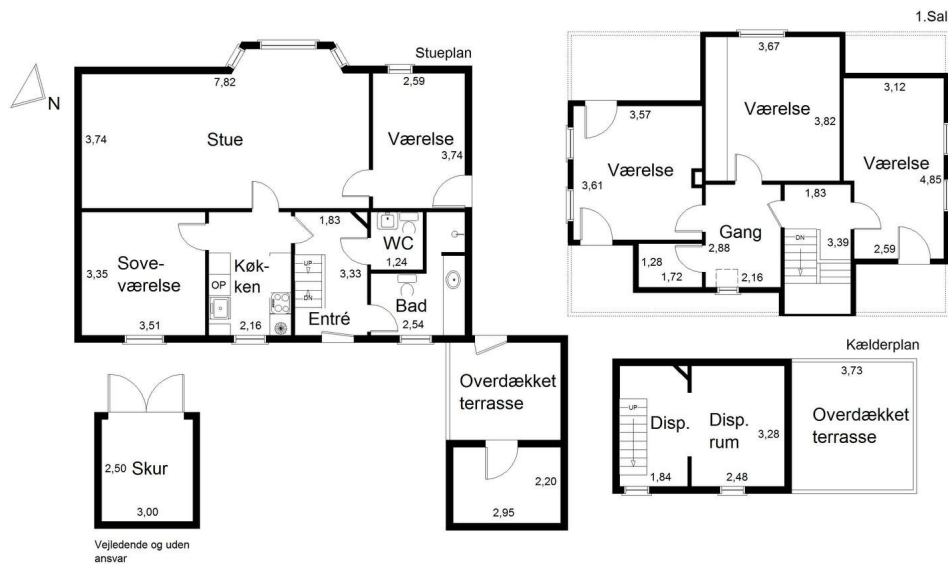 1.Sal
Stueplan
N
7,82
3,74
Stue
2,59
Værelse
3,74
1,83
WC
1,24
3,35
Sove-
værelse
3,51
OP
Køk-
ken
2,16
UP
DN
3,33
Entré
Bad
2,54
Overdækket
terrasse
2,20
2,95
2,50
Skur
3,00
Vejledende og uden
ansvar
3,67
Værelse
3,82
3,57
Værelse
3,61
3,12
Værelse
4,85
2,59
1,83
DN
3,39
Gang
2,88
2,16
1,28
1,72
Kælderplan
UP
Disp.
1,84
Disp.
rum
3,28
2,48
3,73
Overdækket
terrasse